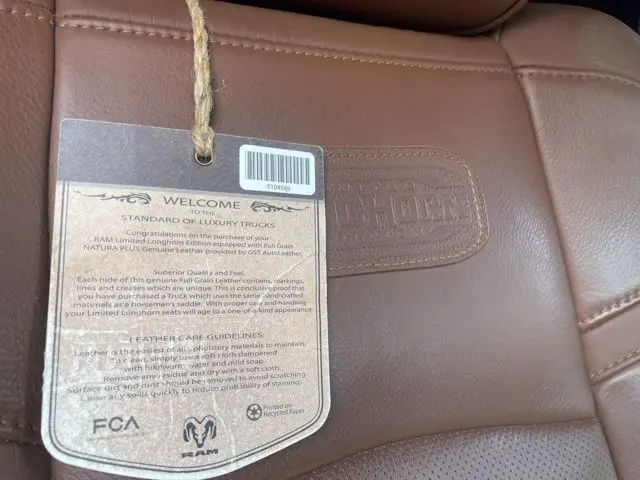 5104589
WELCOME
TO THE
STANDARD OF LUXURY TRUCKS
Congratulations on the purchase of your
RAM Limited Longhorn Edition equipped with Full Grain
NATURA PLUS Genuine Leather provided by GST AutoLeather.
Superior Quality and Feel.
Each hide of this genuine Full Grain Leather contains, markings,
lines and creases which are unique. This is conclusive proof that
you have purchased a Truck which uses the same hand-crafted
materials as a horsemen's saddle. With proper care and handling
your Limited Longhorn seats will age to a one-of-a-kind appearance.
LEATHER CARE GUIDELINES:
Leather is the easiest of all upholstery materials to maintain.
To clean, simply use a soft cloth dampened
with lukewarm water and mild soap.
Remove any residue and dry with a soft cloth.
Surface dirt and dust should be removed to avoid scratching.
Clean any spills quickly to reduce probability of staining.
FCA
RAM
Printed on
Recycled Paper